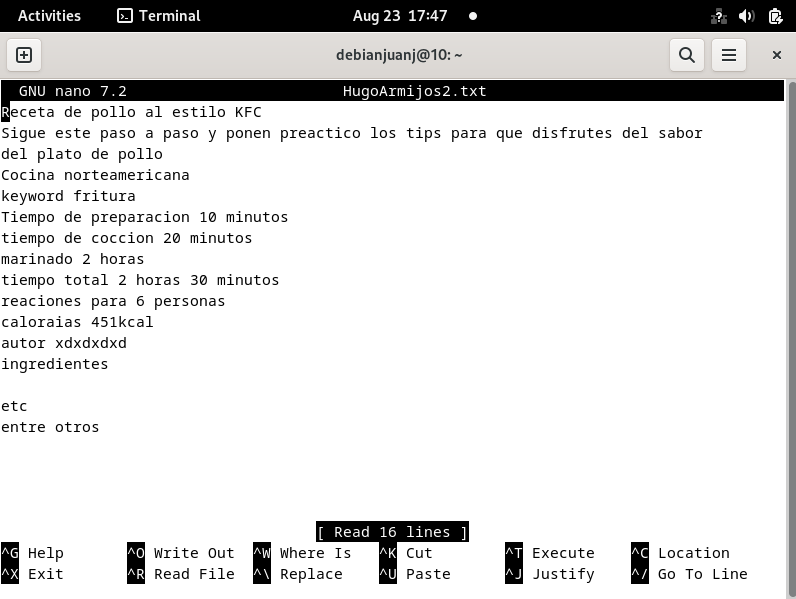 Activities Terminal Aug 23 17:47
debianjuanj@10: ~
GNU nano 7.2 HugoArmijos2.txt
Receta de pollo al estilo KFC
Sigue este paso a paso y ponen preactico los tips para que disfrutes del sabor
del plato de pollo
Cocina norteamericana
keyword fritura
Tiempo de preparacion 10 minutos
tiempo de coccion 20 minutos
marinado 2 horas
tiempo total 2 horas 30 minutos
reaciones para 6 personas
caloraias 451kcal
autor xdxdxdxd
ingredientes
etc
entre otros
[ Read 16 lines ]
^G Help ^O Write Out ^W Where Is ^K Cut ^T Execute ^C Location
^X Exit ^R Read File ^\ Replace ^U Paste ^J Justify ^/ Go To Line